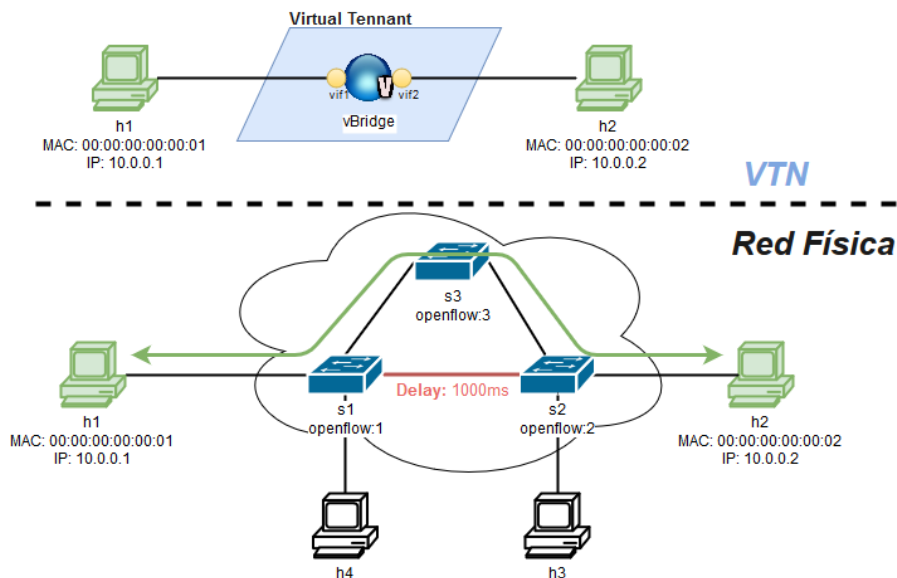 Virtual Tennant
vif1
vif2
V
vBridge
h1
MAC: 00:00:00:00:00:01
IP: 10.0.0.1
h2
MAC: 00:00:00:00:00:02
IP: 10.0.0.2
VTN
Red Física
s3
openflow:3
Delay: 1000ms
s1
openflow:1
s2
openflow:2
h1
MAC: 00:00:00:00:00:01
IP: 10.0.0.1
h2
MAC: 00:00:00:00:00:02
IP: 10.0.0.2
h4
h3